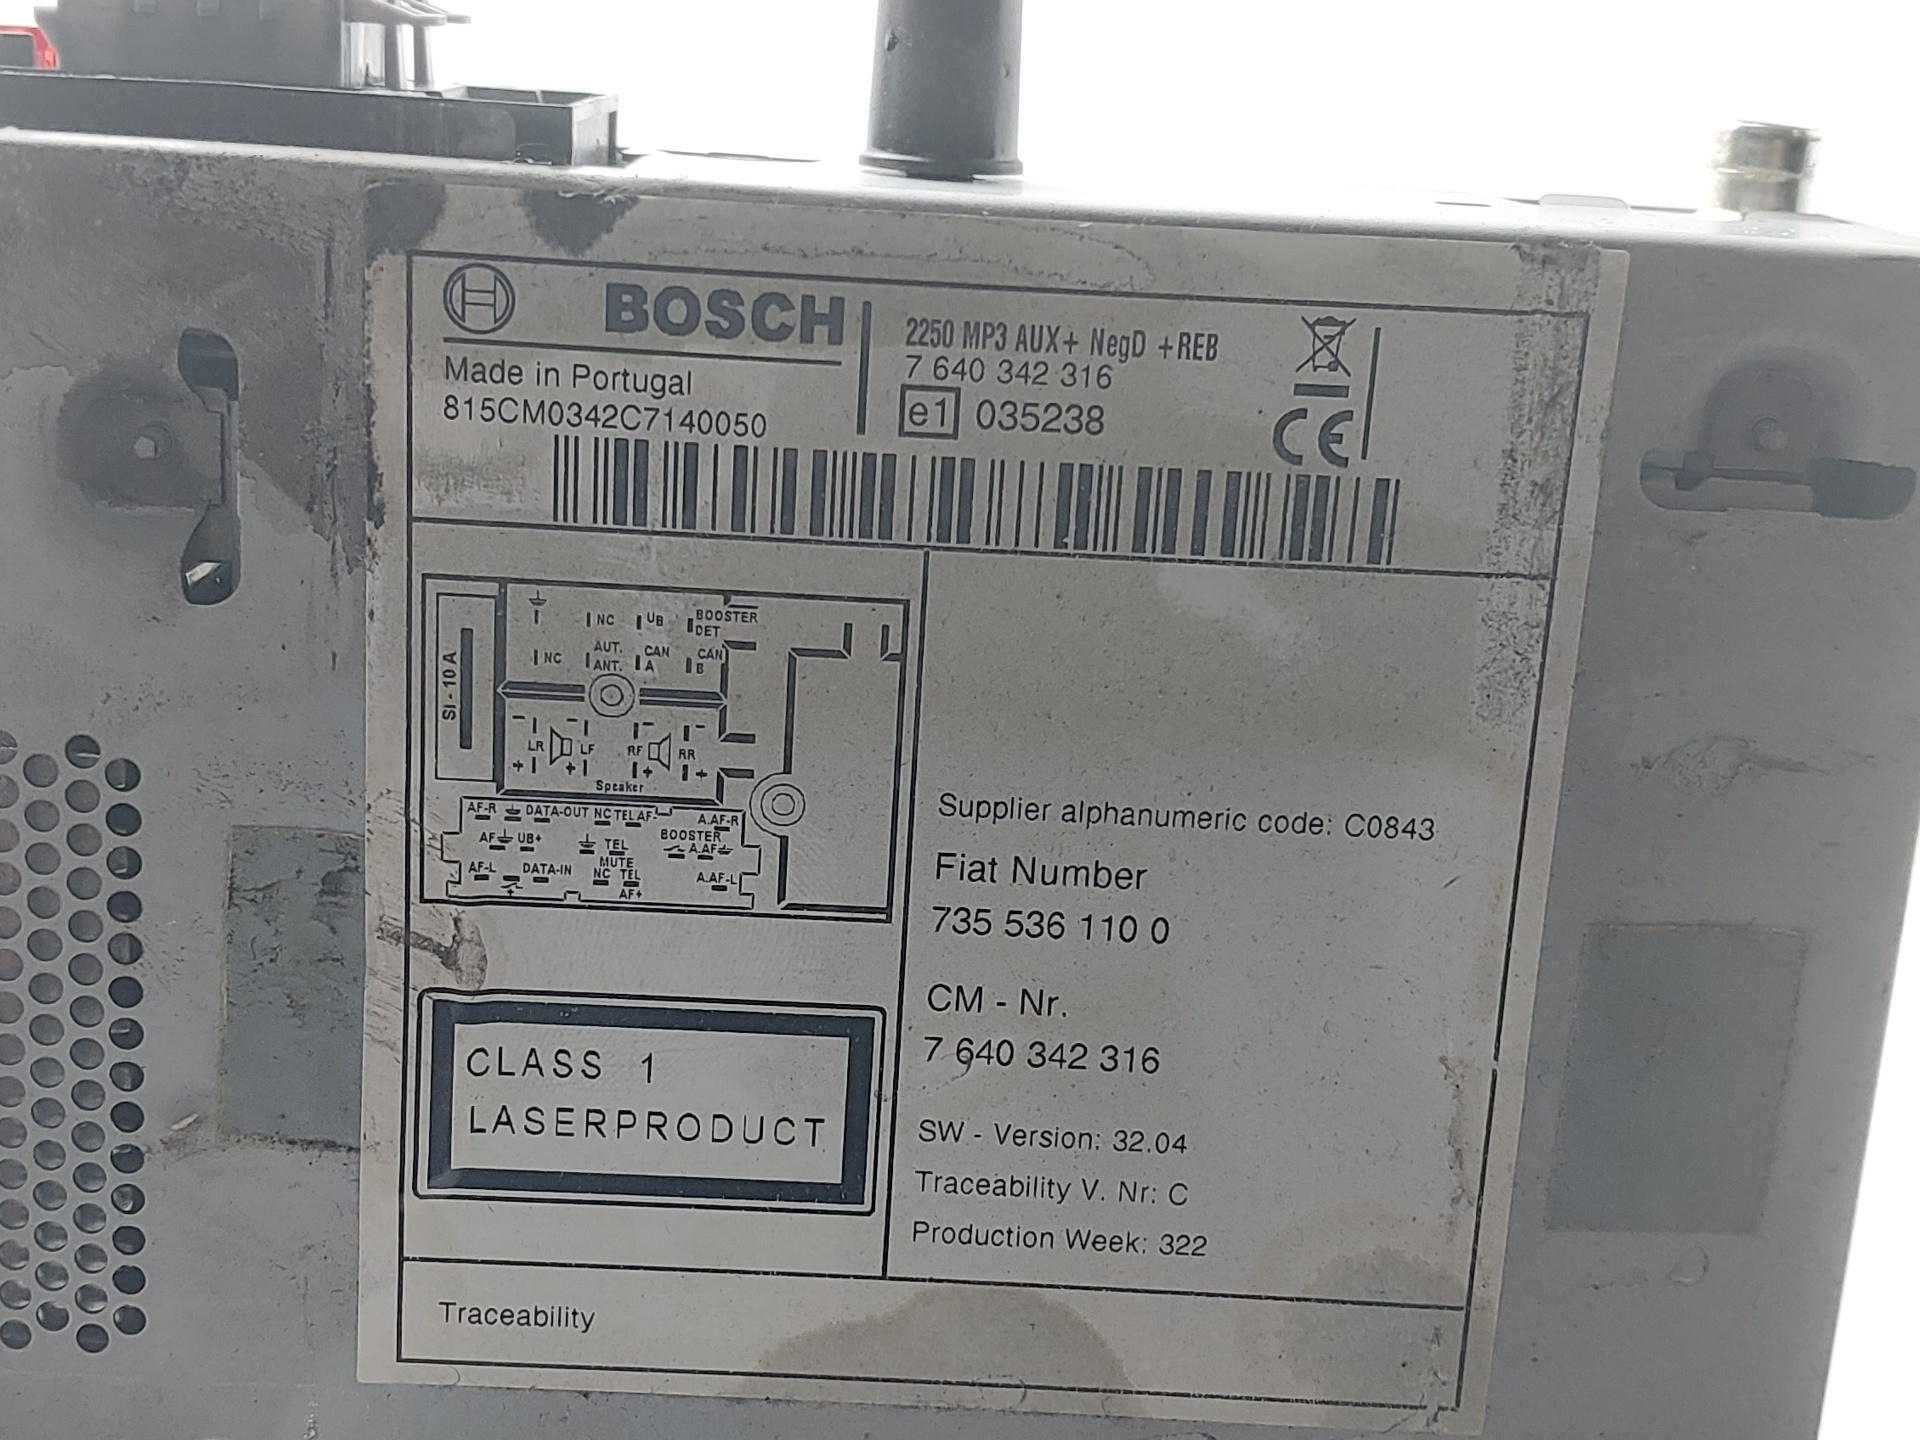 BOSCH
2250 MP3 AUX+ NegD +REB
Made in Portugal
7 640 342 316
815CM0342C7140050
e1 035238
CE
SI - 10 A
NC UB BOOSTER DET
NC AUT. ANT. CAN A CAN B
- - - -
LR LF RF RR
+ + + +
Speaker
AF-R DATA-OUT NC TEL AF- A.AF-R
AF UB+ TEL MUTE BOOSTER A.AF
AF-L DATA-IN NC TEL AF+ A.AF-L
Supplier alphanumeric code: C0843
Fiat Number
735 536 110 0
CM - Nr.
7 640 342 316
SW - Version: 32.04
Traceability V. Nr: C
Production Week: 322
CLASS 1
LASERPRODUCT
Traceability